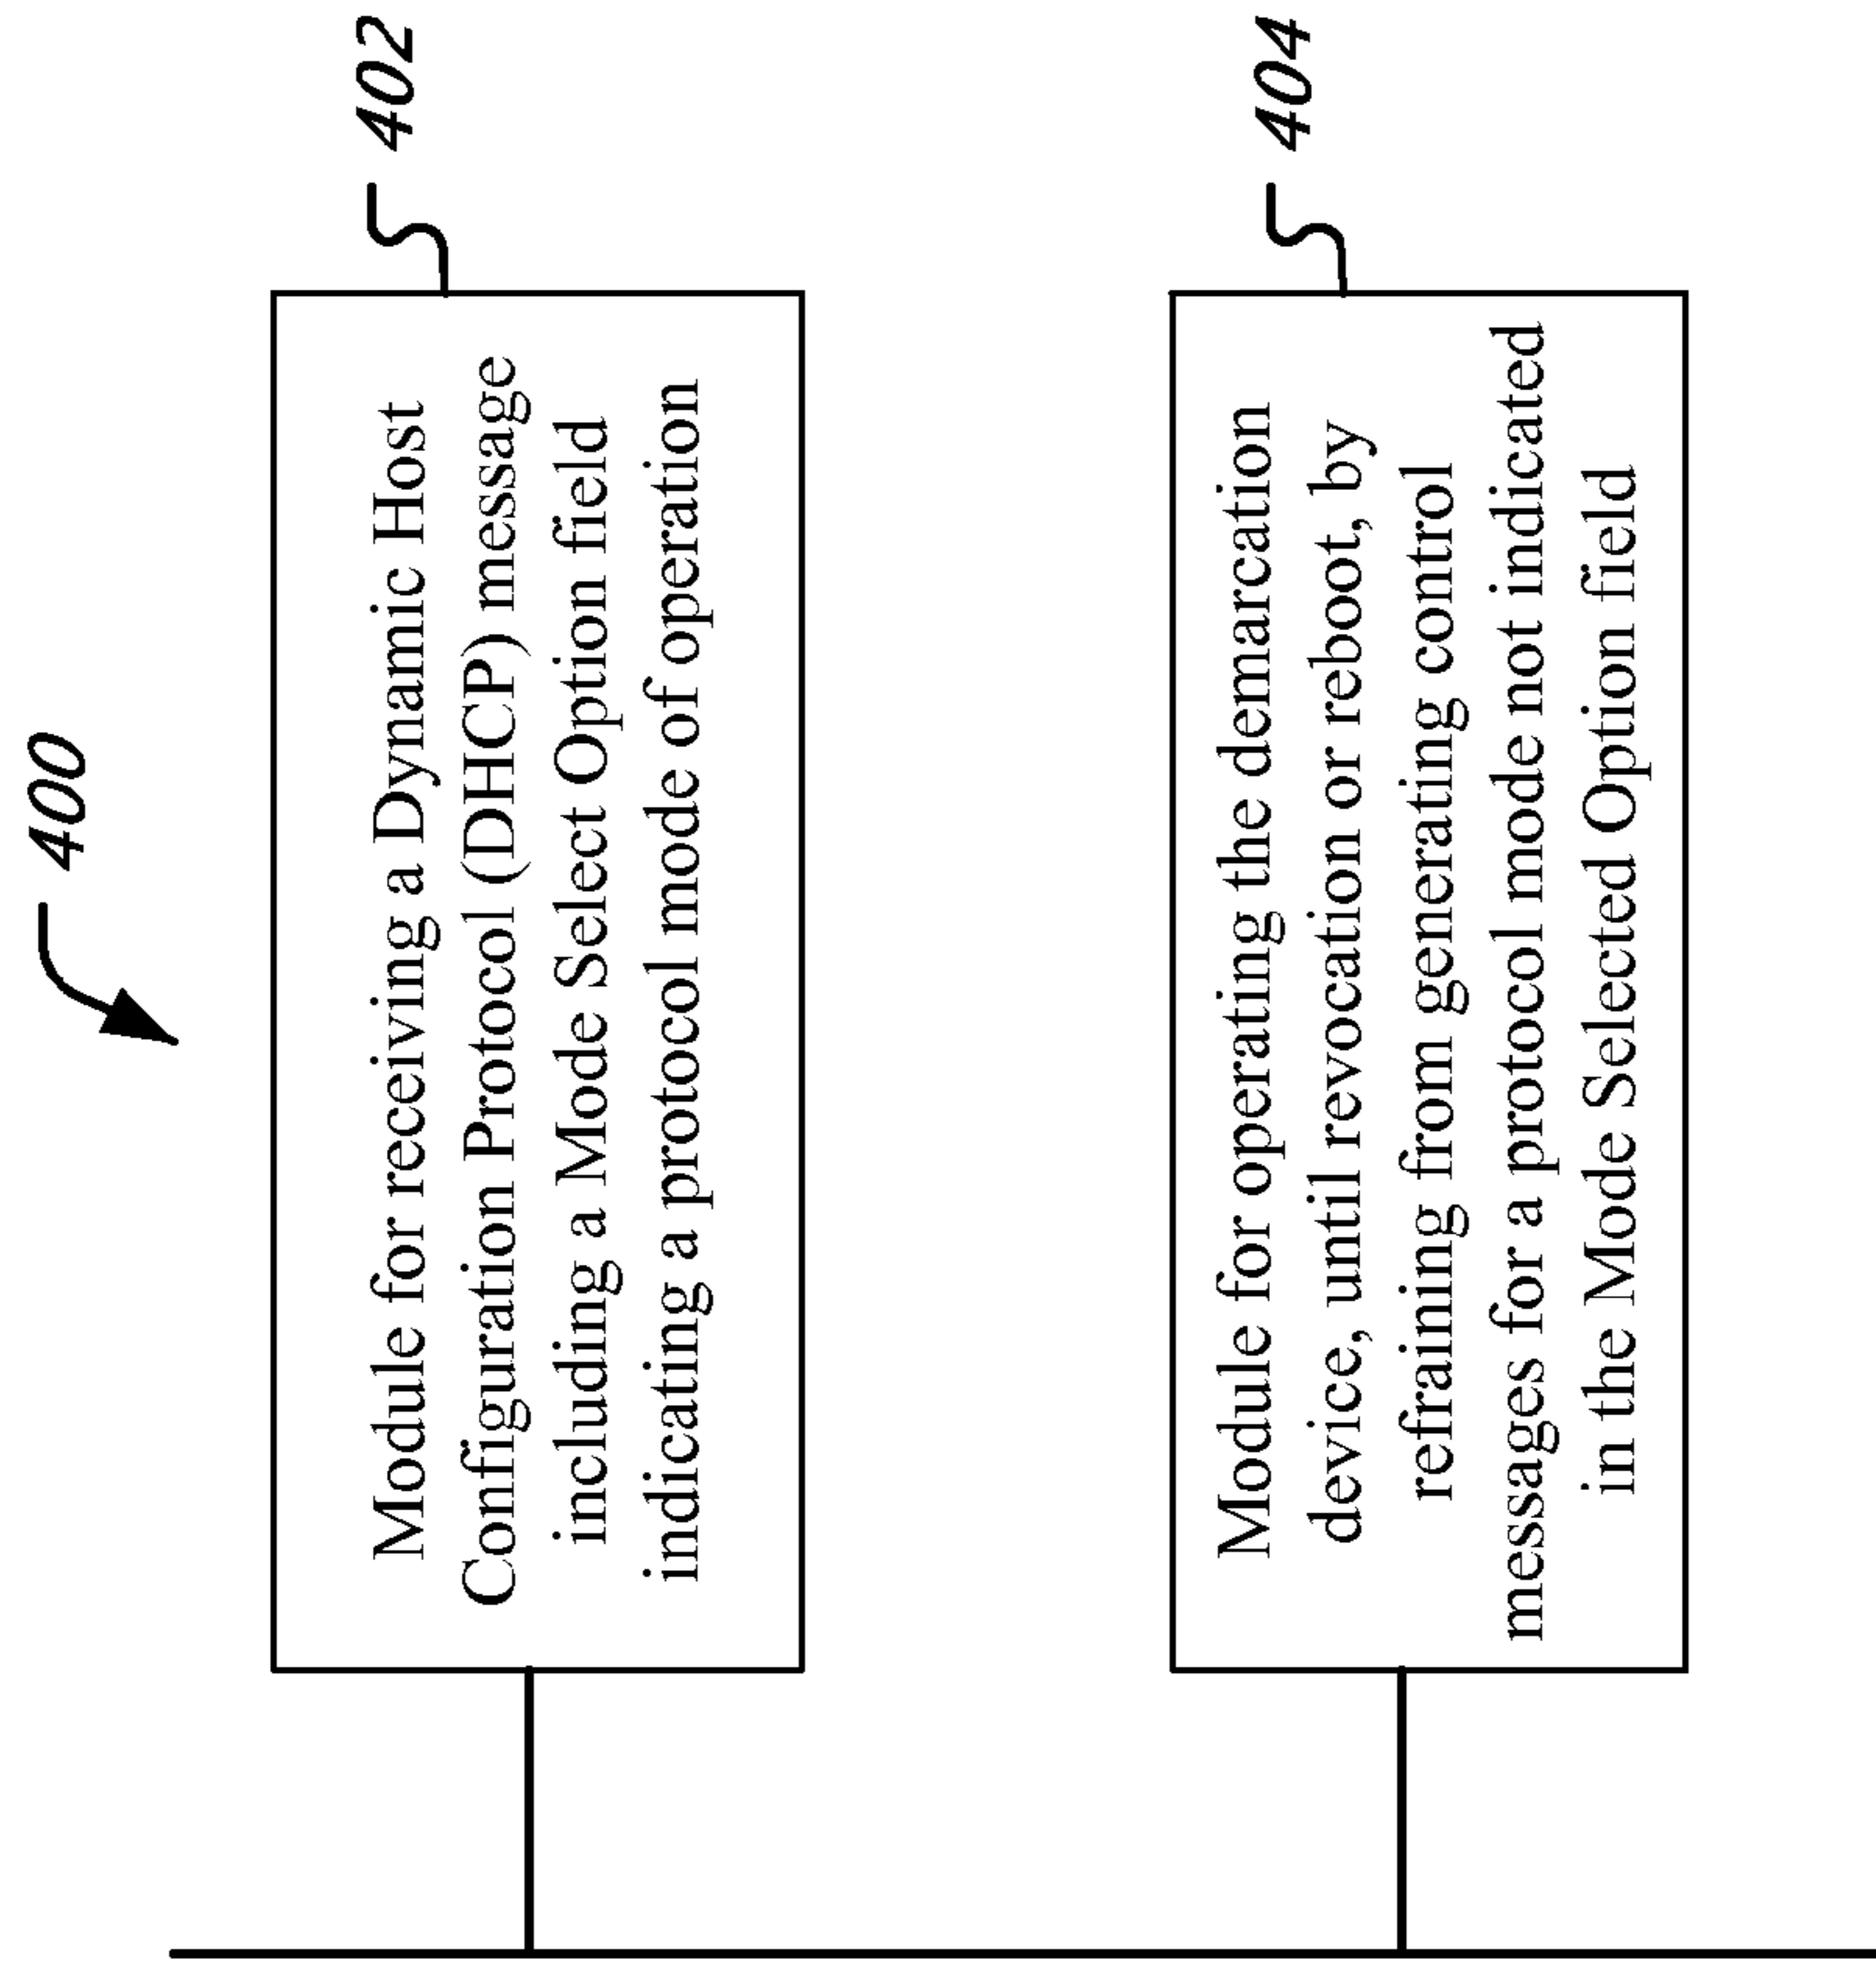 400
Module for receiving a Dynamic Host
Configuration Protocol (DHCP) message
including a Mode Select Option field
indicating a protocol mode of operation
402
Module for operating the demarcation
device, until revocation or reboot, by
refraining from generating control
messages for a protocol mode not indicated
in the Mode Selected Option field
404